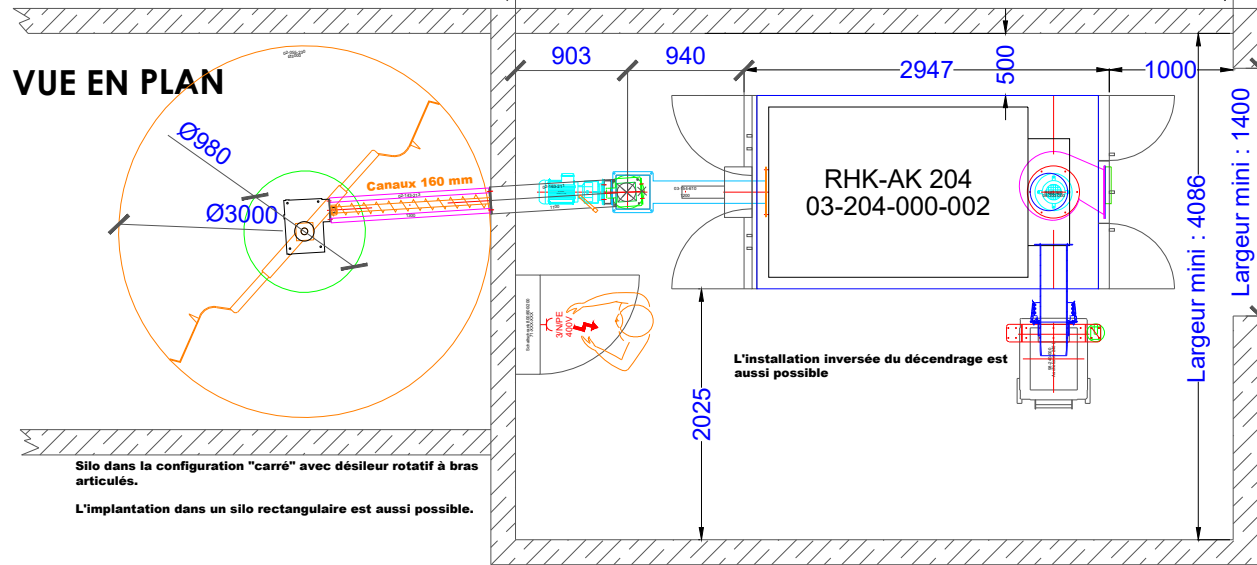 VUE EN PLAN
Ø980
Ø3000
Canaux 160 mm
903
940
2947
500
1000
Largeur mini : 1400
Largeur mini : 4086
RHK-AK 204
03-204-000-002
3/N/PE
400V
L'installation inversée du décendrage est
aussi possible
2025
Silo dans la configuration "carré" avec désileur rotatif à bras
articulés.
L'implantation dans un silo rectangulaire est aussi possible.